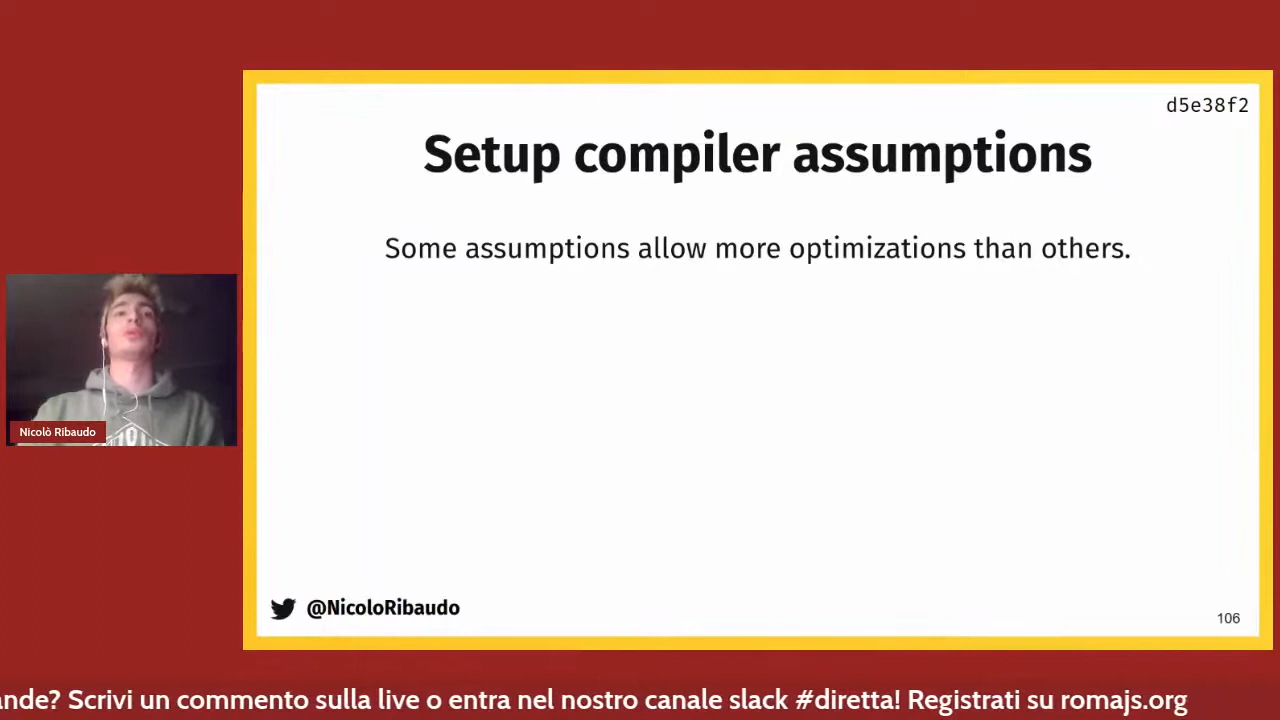 d5e38f2
Setup compiler assumptions
Some assumptions allow more optimizations than others.
Nicolò Ribaudo
@NicoloRibaudo
106
ande? Scrivi un commento sulla live o entra nel nostro canale slack #diretta! Registrati su romajs.org